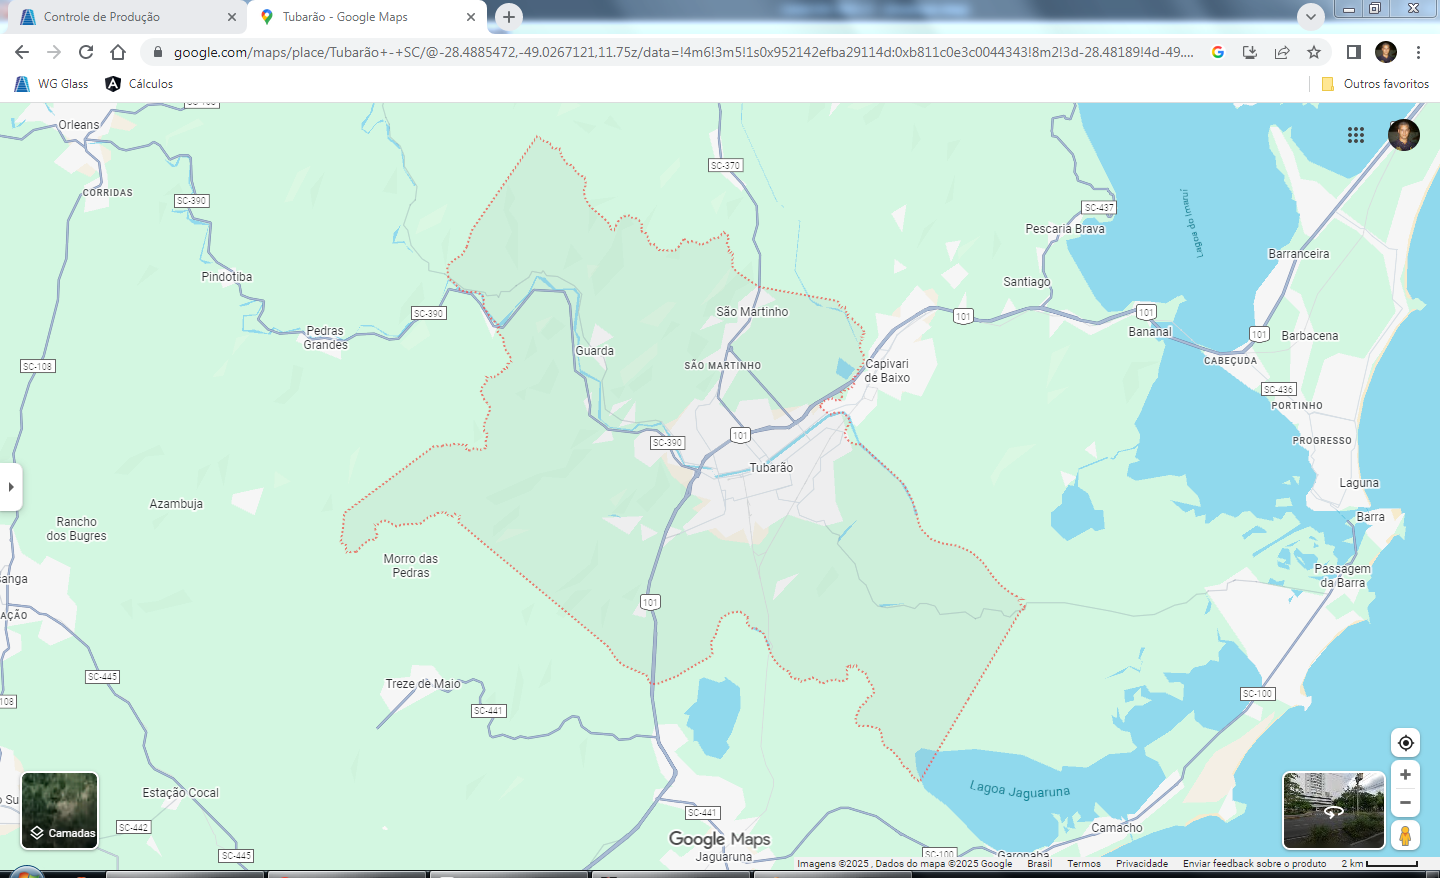 Controle de Produção
Tubarão - Google Maps
google.com/maps/place/Tubarão+-+SC/@-28.4885472,-49.0267121,11.75z/data=!4m6!3m5!1s0x952142efba29114d:0xb811c0e3c0044343!8m2!3d-28.48189!4d-49....
WG Glass
Cálculos
Outros favoritos
Orleans
SC-370
CORRIDAS
SC-390
SC-437
Lagoa do Imaruí
Pescaria Brava
Barranceira
Pindotiba
Santiago
SC-390
São Martinho
101
101
Bananal
Pedras
Grandes
101
Barbacena
Guarda
SC-108
SÃO MARTINHO
Capivari
de Baixo
CABEÇUDA
SC-436
PORTINHO
SC-390
101
PROGRESSO
Tubarão
Laguna
Azambuja
Barra
Rancho
dos Bugres
Morro das
Pedras
Passagem
da Barra
anga
101
AÇÃO
SC-445
Treze de Maio
SC-100
108
SC-441
Lagoa Jaguaruna
Estação Cocal
o Su
SC-441
SC-442
Camacho
Camadas
Google Maps
SC-445
Jaguaruna
SC-100
Garopaba
Imagens ©2025 , Dados do mapa ©2025 Google
Brasil
Termos
Privacidade
Enviar feedback sobre o produto
2 km